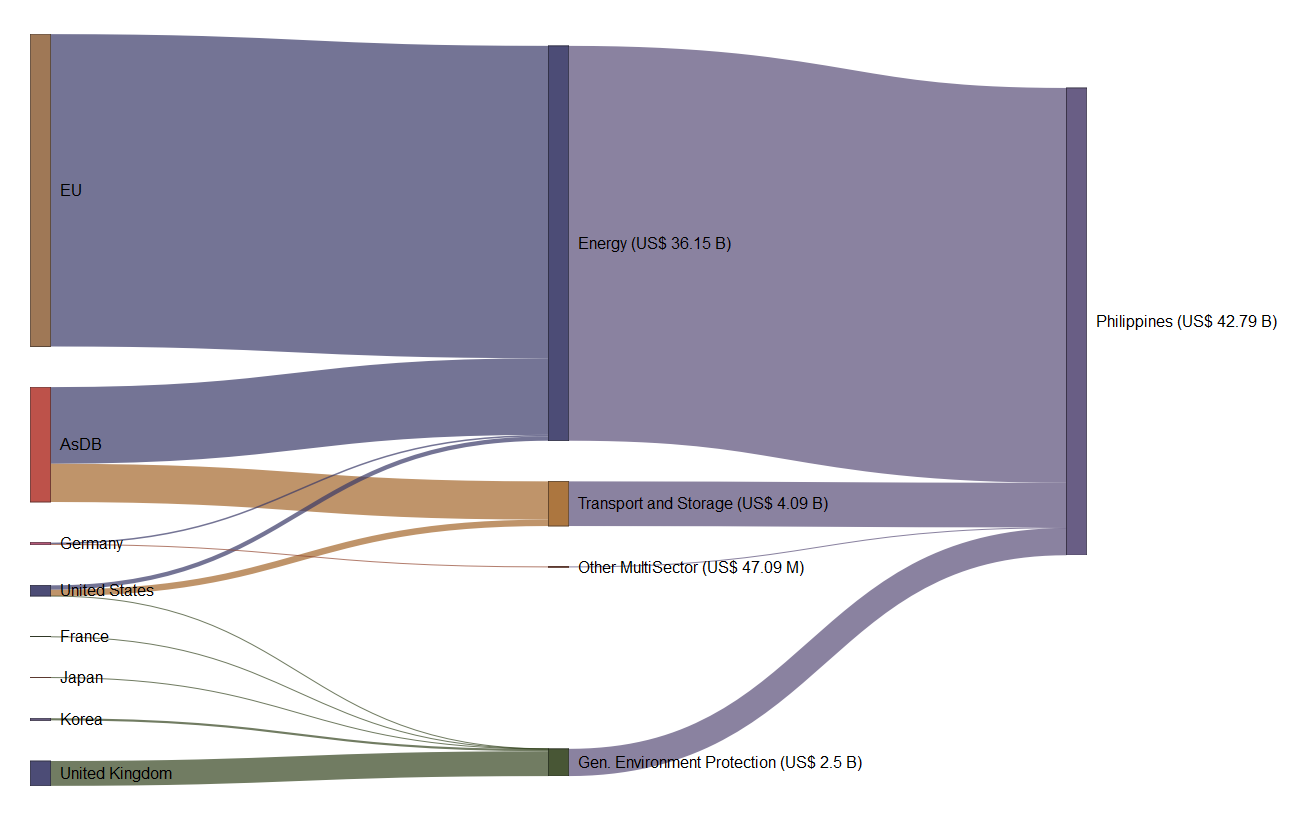 EU
AsDB
Germany
United States
France
Japan
Korea
United Kingdom
Energy (US$ 36.15 B)
Transport and Storage (US$ 4.09 B)
Other MultiSector (US$ 47.09 M)
Gen. Environment Protection (US$ 2.5 B)
Philippines (US$ 42.79 B)